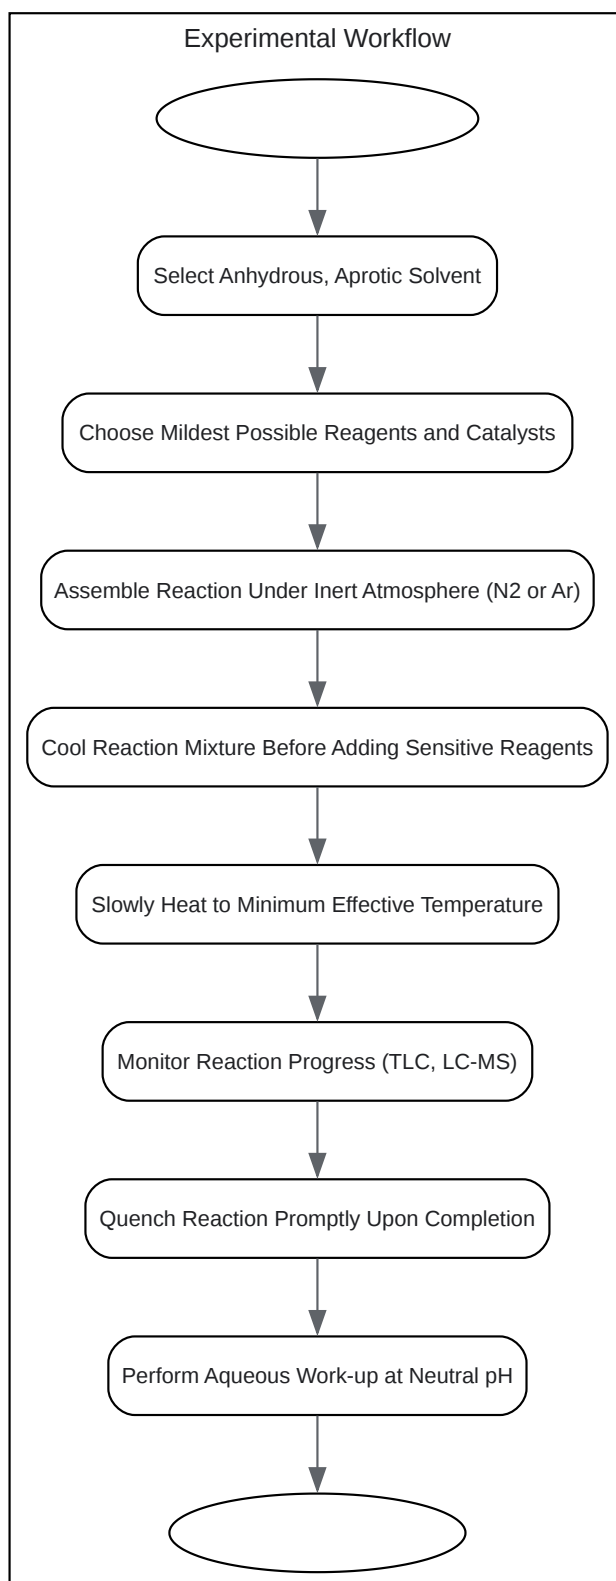 Experimental Workflow
Select Anhydrous, Aprotic Solvent
Choose Mildest Possible Reagents and Catalysts
Assemble Reaction Under Inert Atmosphere (N2 or Ar)
Cool Reaction Mixture Before Adding Sensitive Reagents
Slowly Heat to Minimum Effective Temperature
Monitor Reaction Progress (TLC, LC-MS)
Quench Reaction Promptly Upon Completion
Perform Aqueous Work-up at Neutral pH